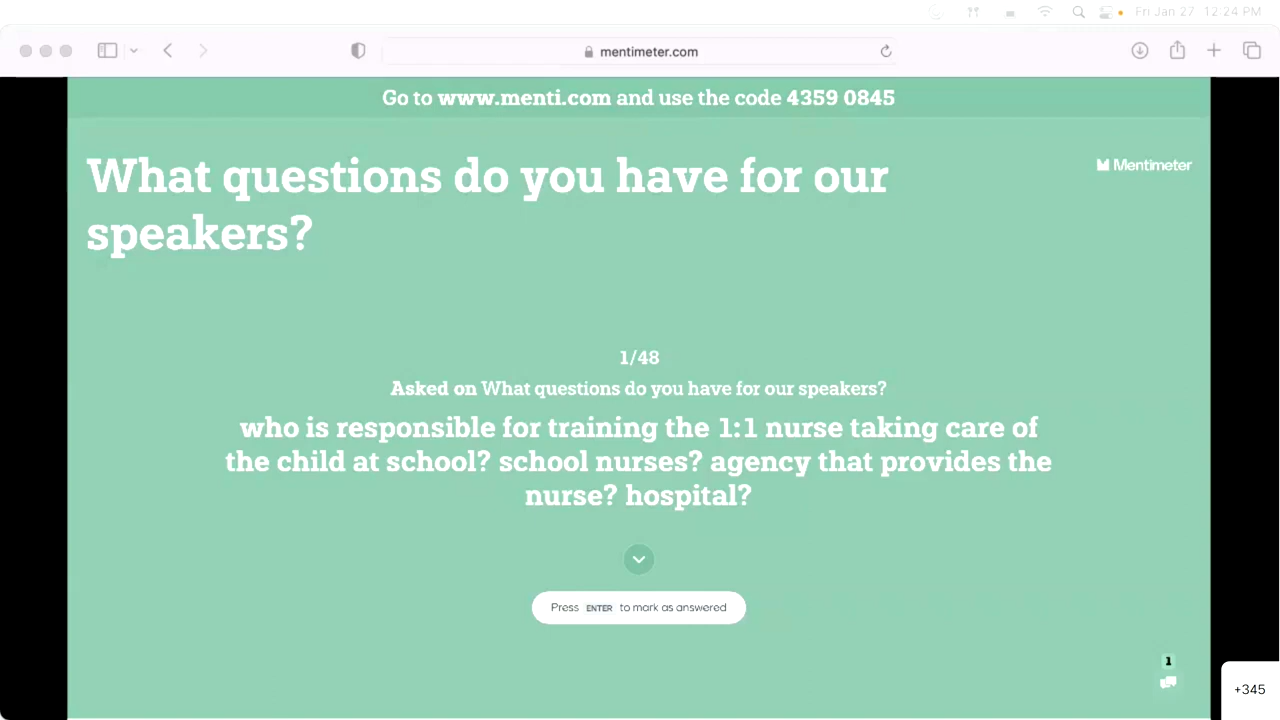 Fri Jan 27 12:24 PM
mentimeter.com
Go to www.menti.com and use the code 4359 0845
What questions do you have for our
speakers?
Mentimeter
1/48
Asked on What questions do you have for our speakers?
who is responsible for training the 1:1 nurse taking care of
the child at school? school nurses? agency that provides the
nurse? hospital?
Press ENTER to mark as answered
1
+345